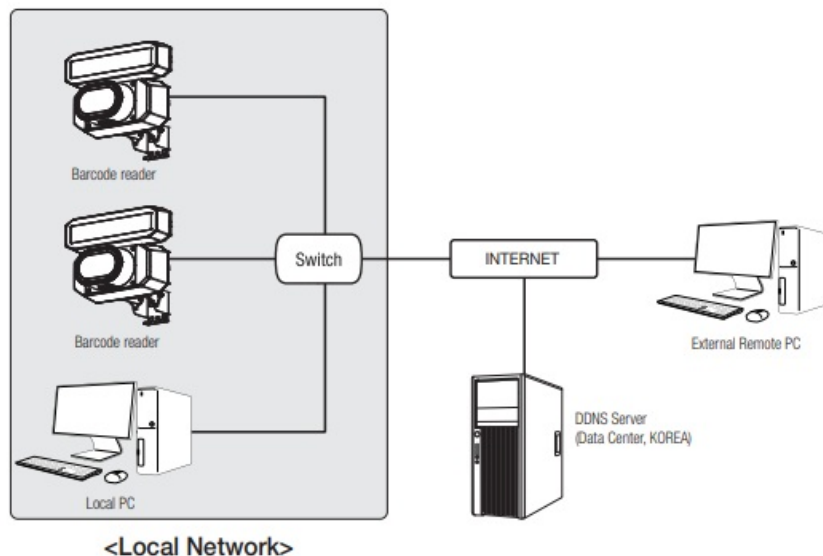 Barcode reader
Barcode reader
Switch
INTERNET
External Remote PC
DDNS Server
(Data Center, KOREA)
Local PC
<Local Network>